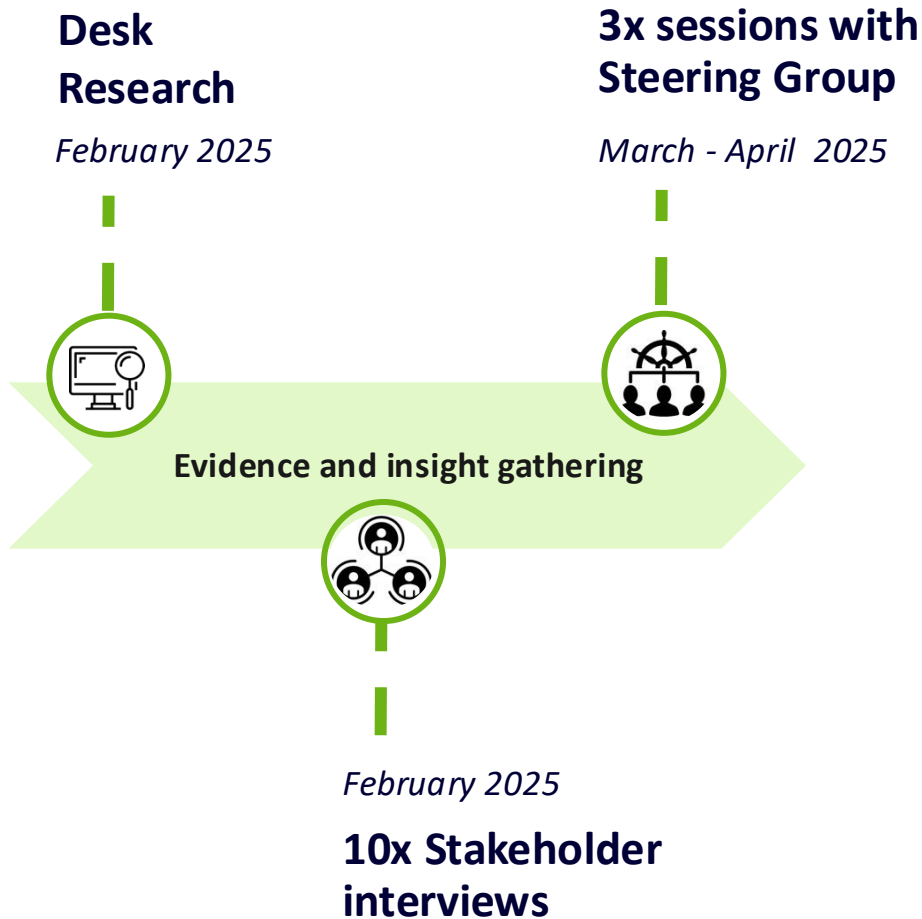 Desk
Research
February 2025
3x sessions with
Steering Group
March - April  2025
Evidence and insight gathering
February 2025
10x Stakeholder
interviews